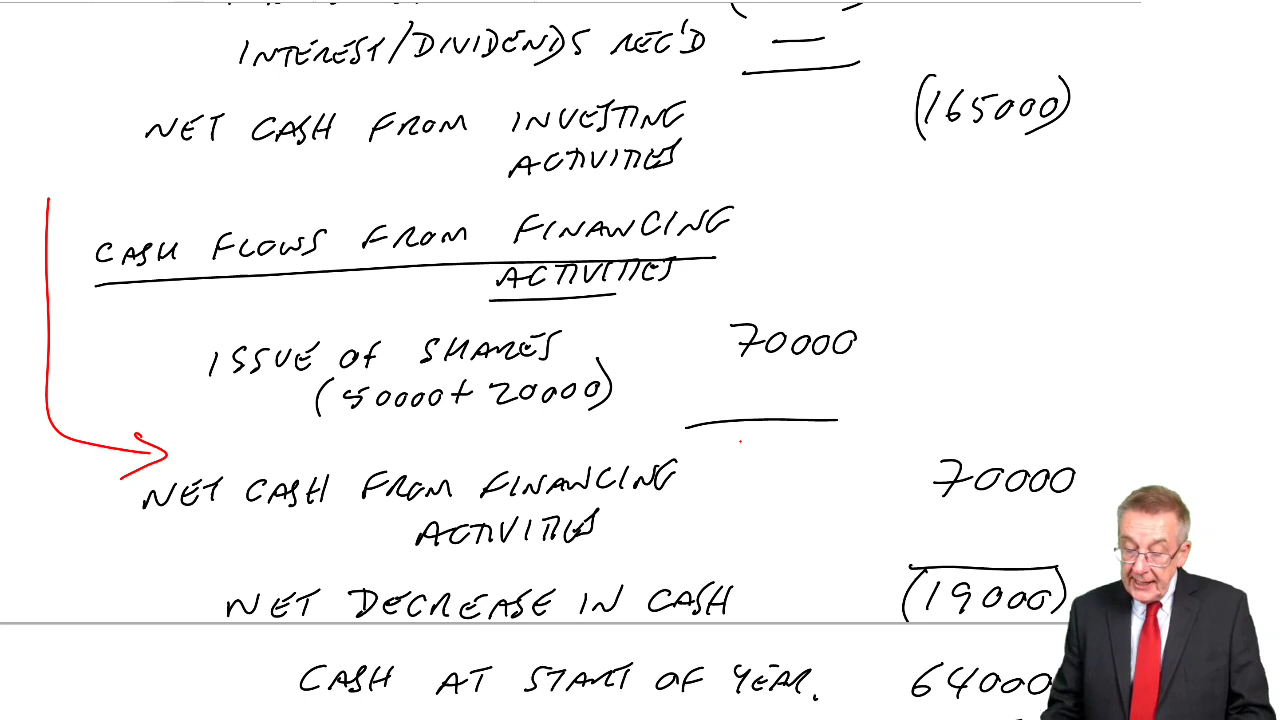 INTEREST/DIVIDENDS REC'D —
NET CASH FROM INVESTING (165000)
ACTIVITIES
CASH FLOWS FROM FINANCING
ACTIVITIES
ISSUE OF SHARES 70000
(50000+20000)
NET CASH FROM FINANCING 70000
ACTIVITIES
NET DECREASE IN CASH (19000)
CASH AT START OF YEAR. 64000